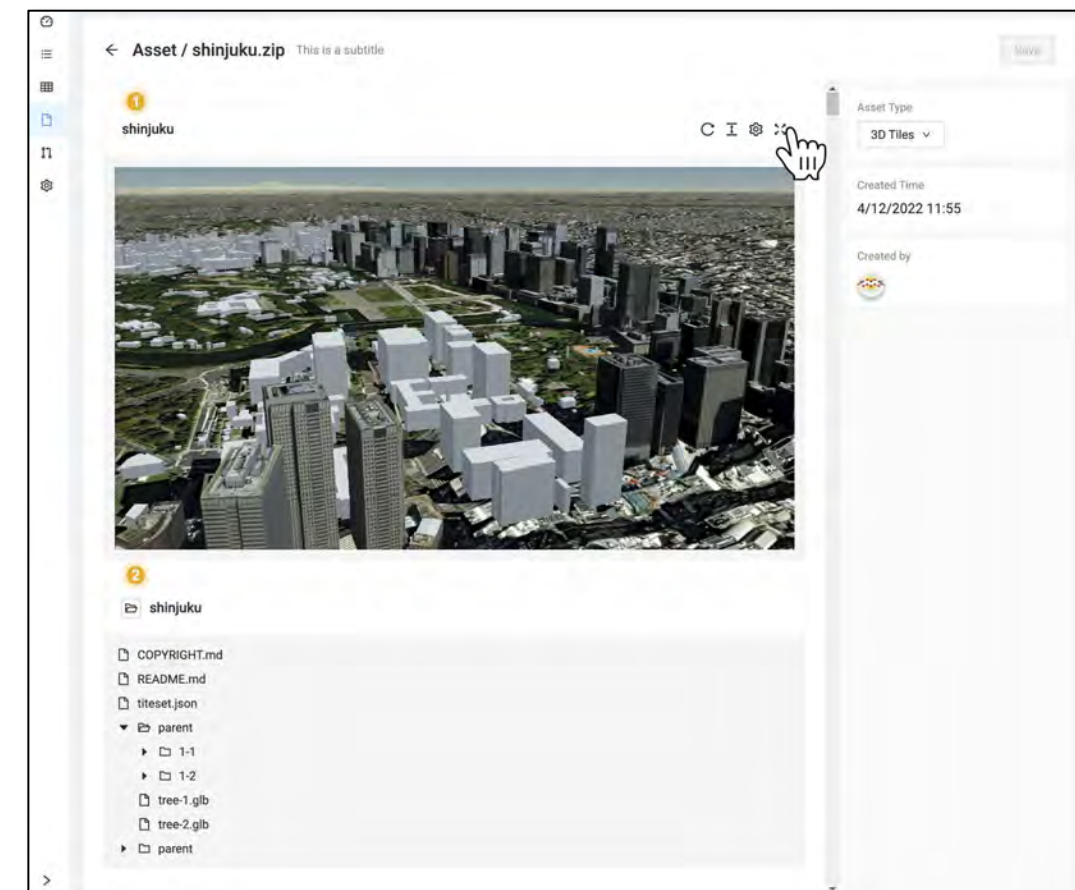 Asset / shinjuku.zip This is a subtitle
Save
1
shinjuku
Asset Type
3D Tiles
Created Time
4/12/2022 11:55
Created by
2
shinjuku
COPYRIGHT.md
README.md
titeset.json
parent
1-1
1-2
tree-1.glb
tree-2.glb
parent